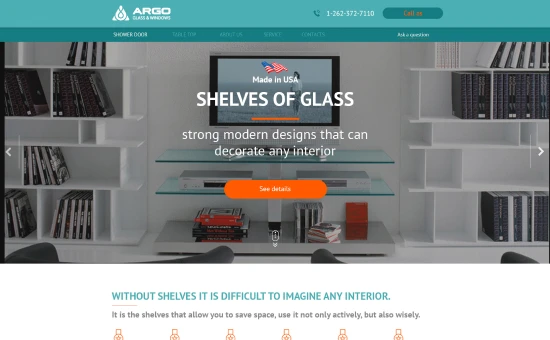 ARGO
GLASS & WINDOWS
1-262-372-7110
Call us
SHOWER DOOR
TABLE TOP
ABOUT US
SERVICE
CONTACTS
Ask a question
Made in USA
SHELVES OF GLASS
strong modern designs that can
decorate any interior
See details
WITHOUT SHELVES IT IS DIFFICULT TO IMAGINE ANY INTERIOR.
It is the shelves that allow you to save space, use it not only actively, but also wisely.